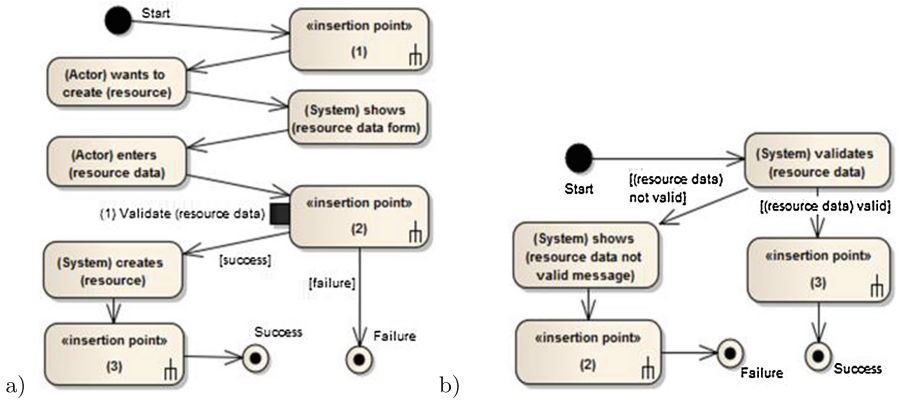 Start
«insertion point»
(1)
(Actor) wants to
create (resource)
(System) shows
(resource data form)
(Actor) enters
(resource data)
(1) Validate (resource data)
«insertion point»
(2)
[success]
(System) creates
(resource)
[failure]
«insertion point»
(3)
Success
Failure
a)
Start
(System) validates
(resource data)
[(resource data)
not valid]
[(resource data) valid]
(System) shows
(resource data not
valid message)
«insertion point»
(3)
«insertion point»
(2)
Failure
Success
b)